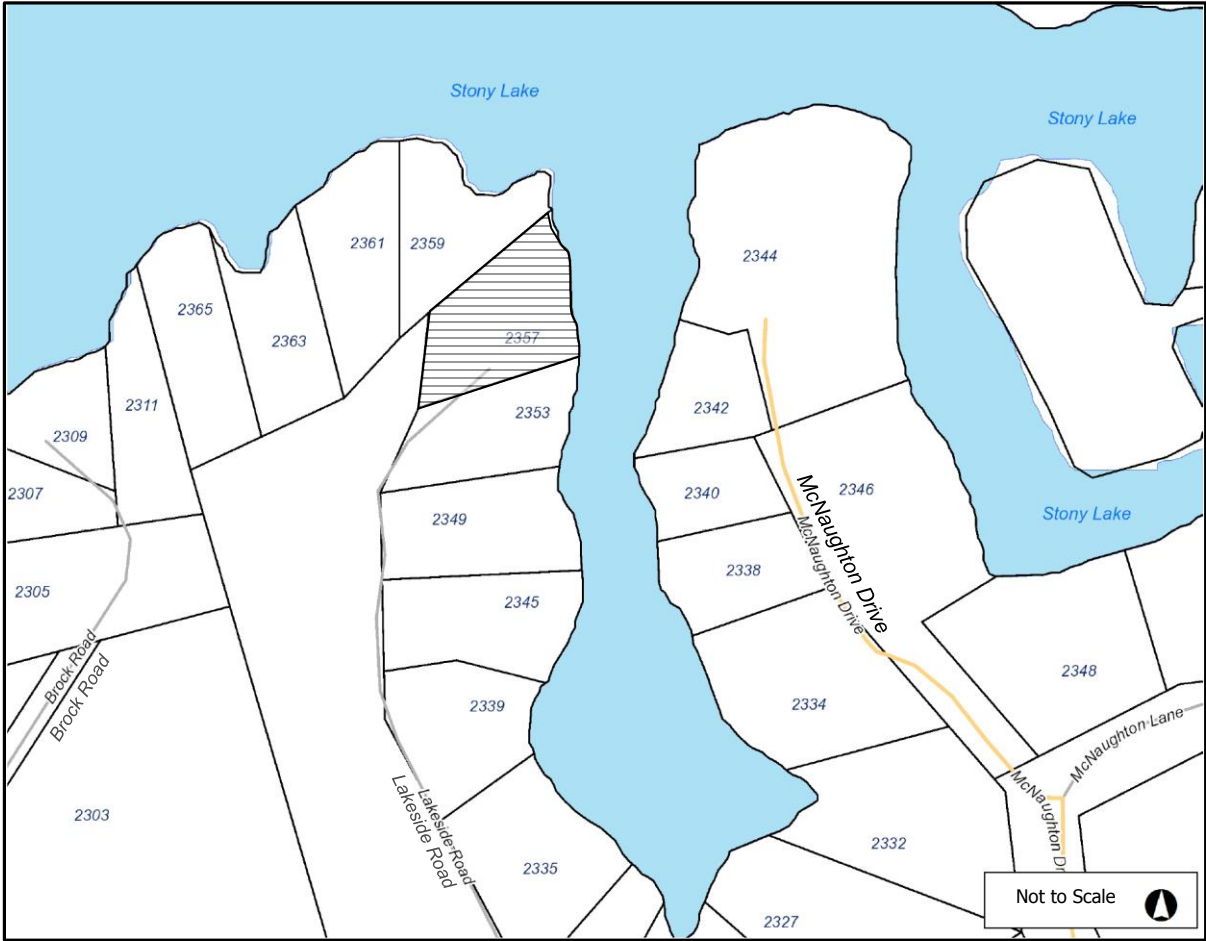 Stony Lake
Stony Lake
2344
2361
2359
2365
2363
2357
2311
2342
2353
2309
2307
2340
2346
2349
Stony Lake
McNaughton Drive
McNaughton Drive
2338
2305
2345
2348
2339
2334
Brock Road
Brock Road
McNaughton Lane
McNaughton Dr
2303
Lakeside Road
Lakeside Road
2332
2335
2327
Not to Scale